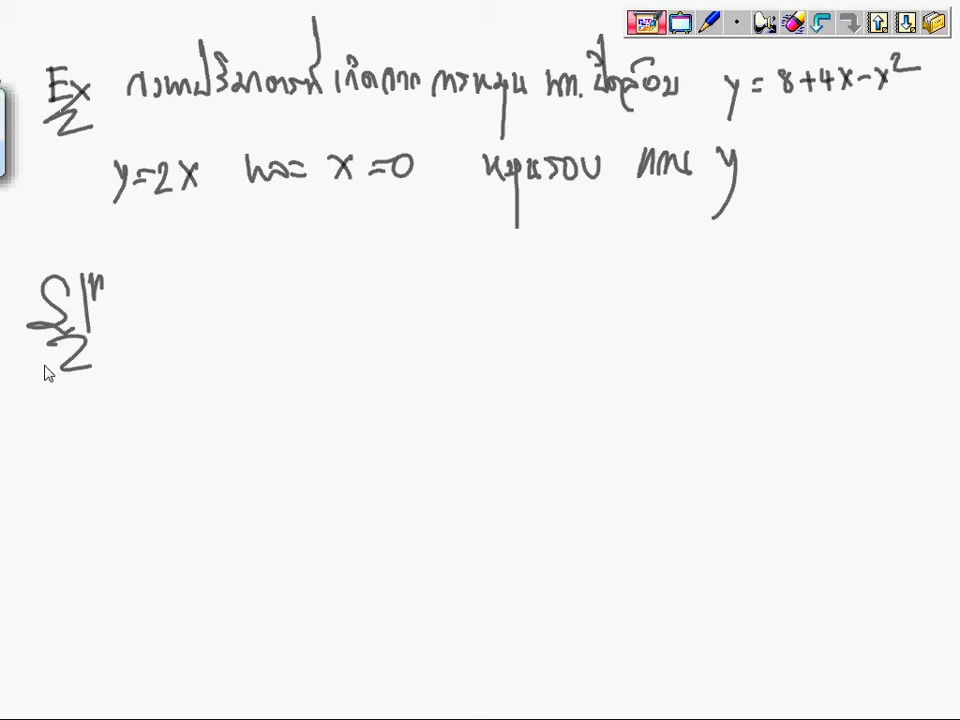 Ex จงหาปริมาตรที่เกิดจากการหมุน พท. ปิดล้อม y = 8+4x-x²
y=2x และ x=0 หมุนรอบ แกน y
Sol